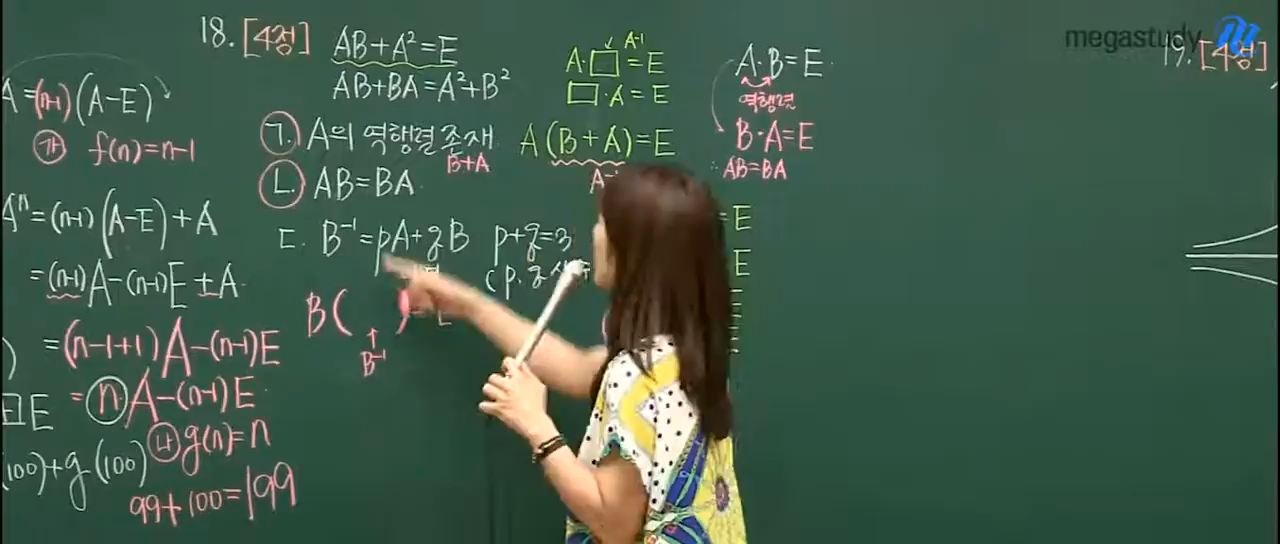 A=(n-1)(A-E)
㉮ f(n)=n-1
Aⁿ=(n-1)(A-E)+A
=(n-1)A-(n-1)E+A
=(n-1+1)A-(n-1)E
=ⓝA-(n-1)E
㉯ g(n)=n
(100)+g(100)
99+100=199
18. [4점] AB+A²=E
AB+BA=A²+B²
ㄱ. A의 역행렬 존재
B+A
ㄴ. AB=BA
ㄷ. B⁻¹=pA+qB p+q=3
(p, q
B( )
B⁻¹
A⁻¹
A·□=E
□·A=E
A(B+A)=E
=E
E
A·B=E
역행렬
B·A=E
∴AB=BA
megastudy
19. [4점]